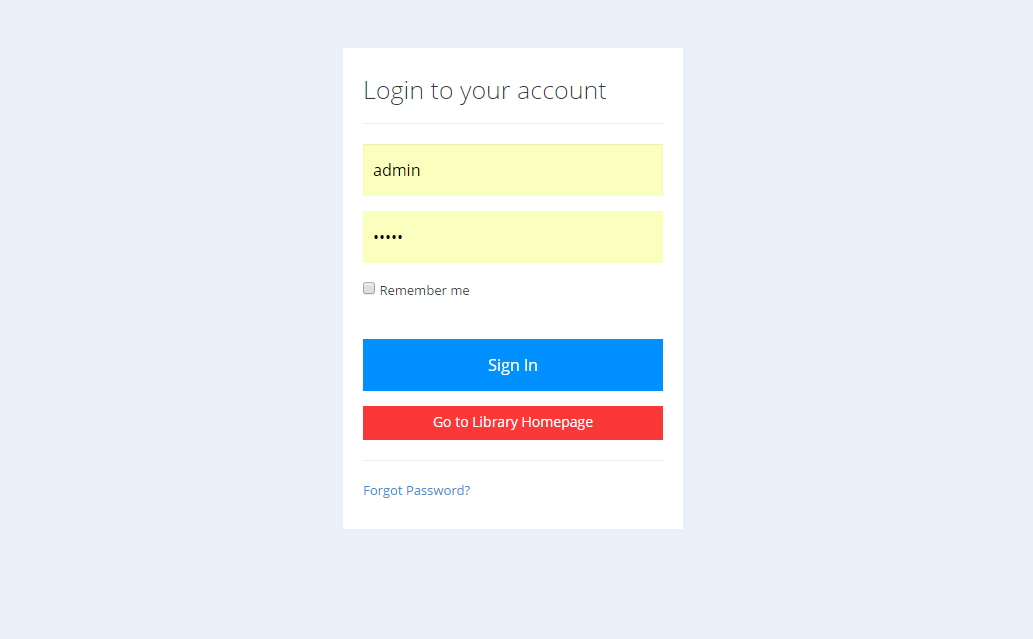 Login to your account
admin
•••••
Remember me
Sign In
Go to Library Homepage
Forgot Password?